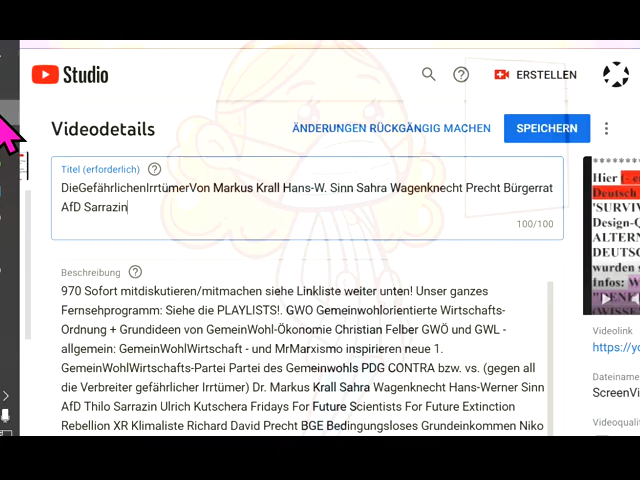 Studio
ERSTELLEN
Videodetails
ÄNDERUNGEN RÜCKGÄNGIG MACHEN
SPEICHERN
Titel (erforderlich)
DieGefährlichenIrrtümerVon Markus Krall Hans-W. Sinn Sahra Wagenknecht Precht Bürgerrat
AfD Sarrazin
100/100
Beschreibung
970 Sofort mitdiskutieren/mitmachen siehe Linkliste weiter unten! Unser ganzes
Fernsehprogramm: Siehe die PLAYLISTS!. GWO Gemeinwohlorientierte Wirtschafts-
Ordnung + Grundideen von GemeinWohl-Ökonomie Christian Felber GWÖ und GWL -
allgemein: GemeinWohlWirtschaft - und MrMarxismo inspirieren neue 1.
GemeinWohlWirtschafts-Partei Partei des Gemeinwohls PDG CONTRA bzw. vs. (gegen all
die Verbreiter gefährlicher Irrtümer) Dr. Markus Krall Sahra Wagenknecht Hans-Werner Sinn
AfD Thilo Sarrazin Ulrich Kutschera Fridays For Future Scientists For Future Extinction
Rebellion XR Klimaliste Richard David Precht BGE Bedingungsloses Grundeinkommen Niko
Hier
Deutsch
'SURVIV
Design-Q
ALTERN
DEUTSC
wurden s
Infos: W
Videolink
https://yo
Dateiname
ScreenVi
Videoqualit